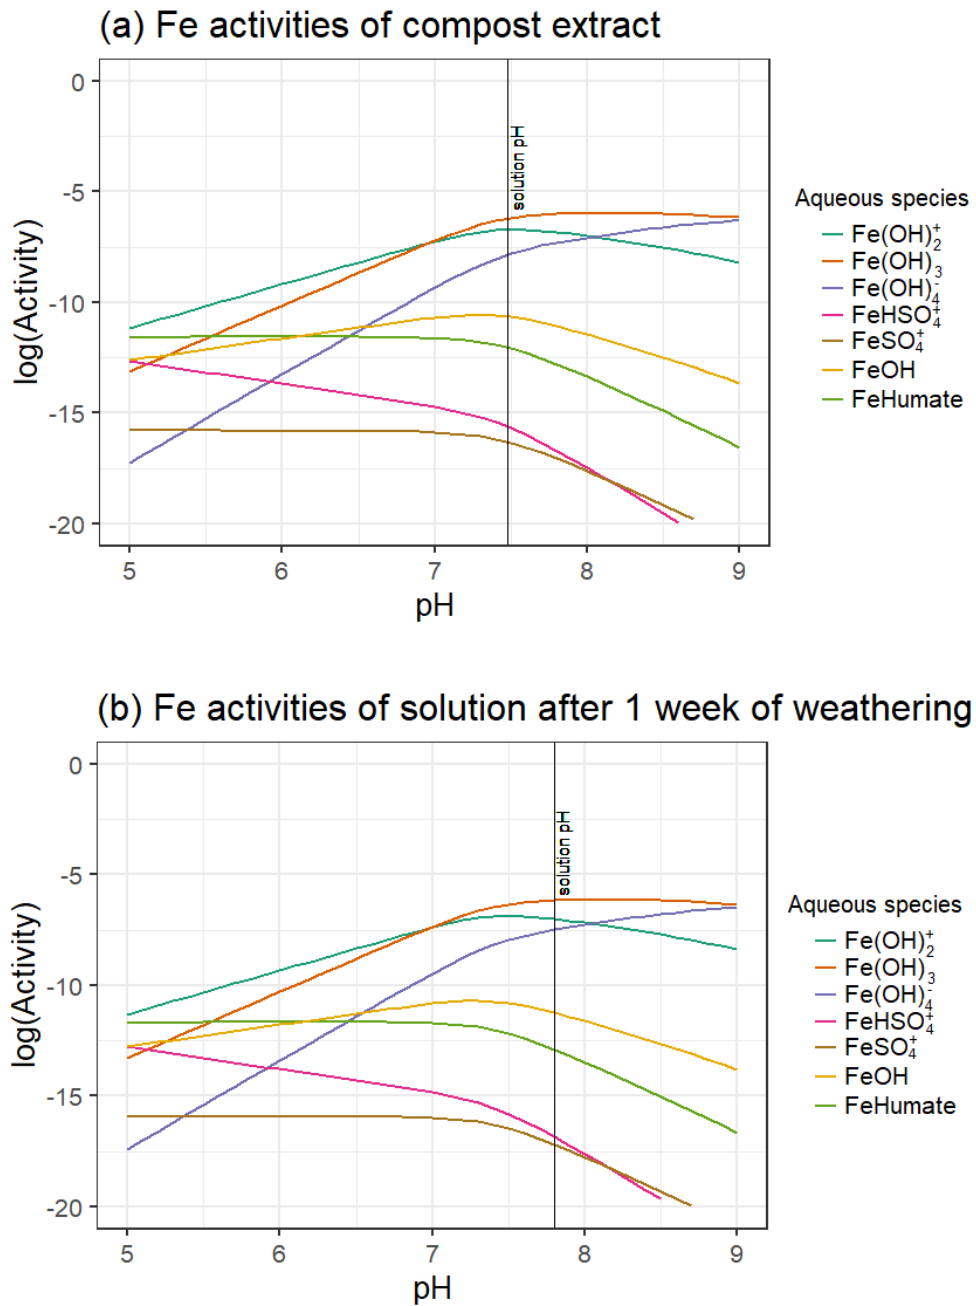 (a) Fe activities of compost extract
0
-5
-10
-15
-20
log(Activity)
solution pH
5 6 7 8 9
pH
Aqueous species
Fe(OH)₂⁺
Fe(OH)₃
Fe(OH)₄⁻
FeHSO₄⁺
FeSO₄⁺
FeOH
FeHumate
(b) Fe activities of solution after 1 week of weathering
0
-5
-10
-15
-20
log(Activity)
solution pH
5 6 7 8 9
pH
Aqueous species
Fe(OH)₂⁺
Fe(OH)₃
Fe(OH)₄⁻
FeHSO₄⁺
FeSO₄⁺
FeOH
FeHumate